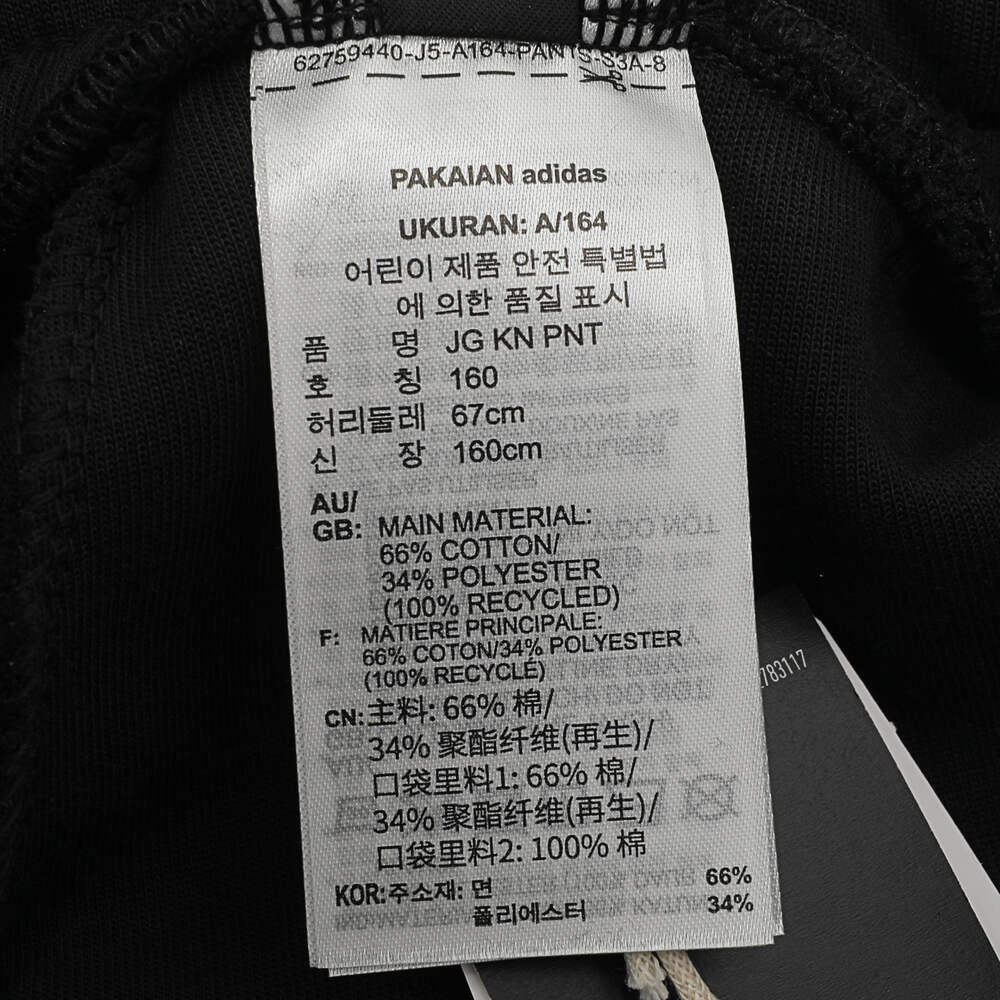 62759440-J5-A164-PANTS-S3A-8
PAKAIAN adidas
UKURAN: A/164
어린이 제품 안전 특별법
에 의한 품질 표시
품 명 JG KN PNT
호 칭 160
허리둘레 67cm
신 장 160cm
AU/
GB: MAIN MATERIAL:
66% COTTON/
34% POLYESTER
(100% RECYCLED)
F: MATIERE PRINCIPALE:
66% COTON/34% POLYESTER
(100% RECYCLÉ)
CN:主料: 66% 棉/
34% 聚酯纤维(再生)/
口袋里料1: 66% 棉/
34% 聚酯纤维(再生)/
口袋里料2: 100% 棉
KOR:주소재: 면 66%
폴리에스터 34%
783117